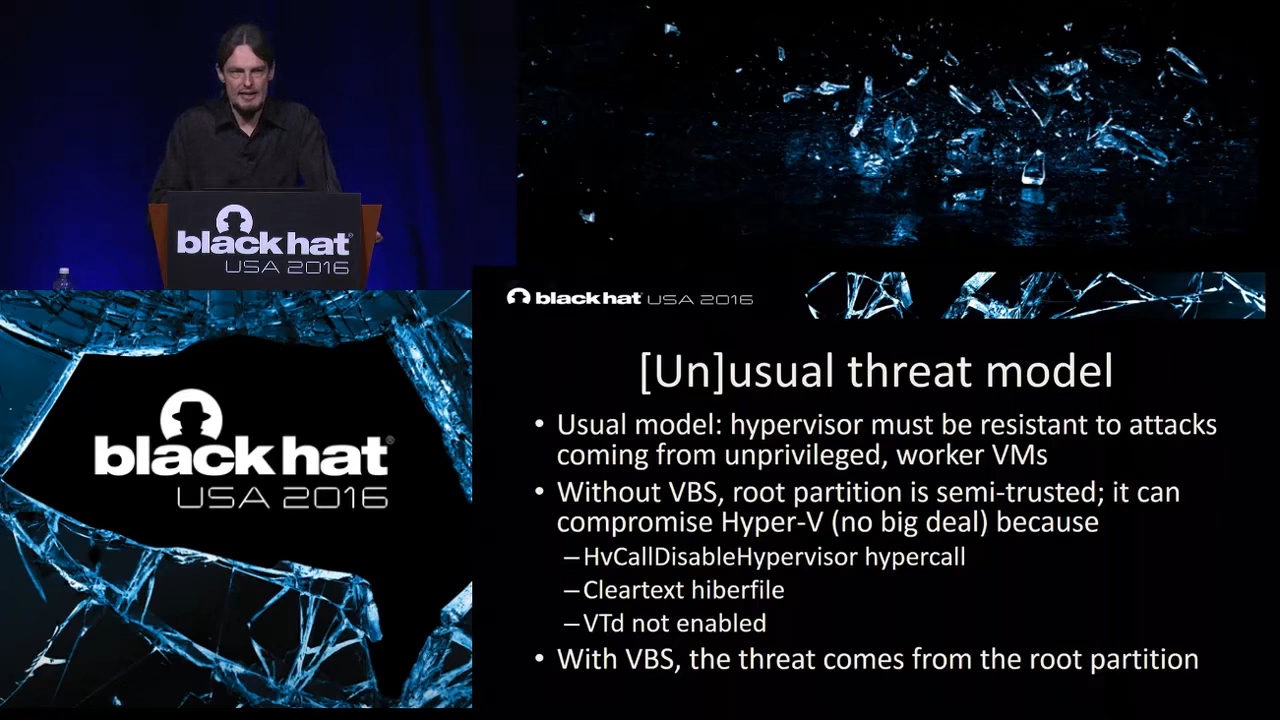 black hat
USA 2016
black hat USA 2016
black hat
USA 2016
[Un]usual threat model
• Usual model: hypervisor must be resistant to attacks
coming from unprivileged, worker VMs
• Without VBS, root partition is semi-trusted; it can
compromise Hyper-V (no big deal) because
–HvCallDisableHypervisor hypercall
–Cleartext hiberfile
–VTd not enabled
• With VBS, the threat comes from the root partition